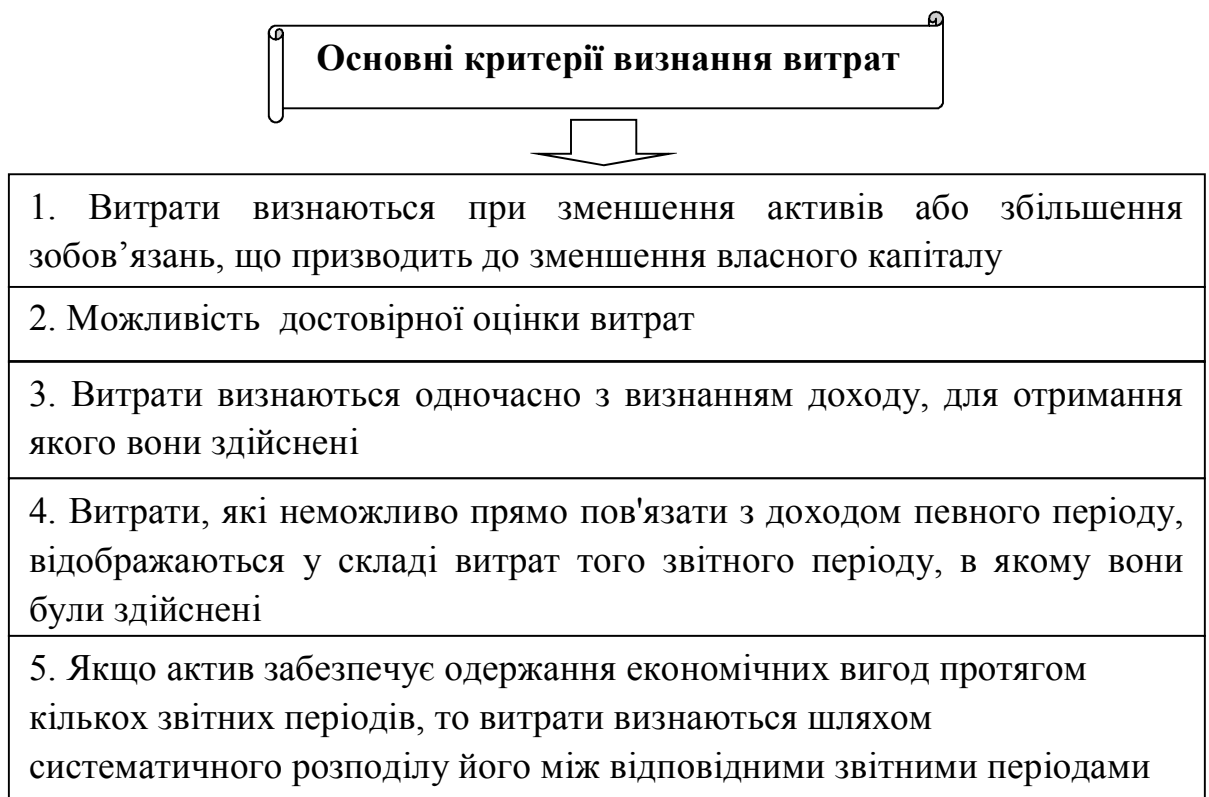 Основні критерії визнання витрат
1. Витрати визнаються при зменшення активів або збільшення
зобов’язань, що призводить до зменшення власного капіталу
2. Можливість достовірної оцінки витрат
3. Витрати визнаються одночасно з визнанням доходу, для отримання
якого вони здійснені
4. Витрати, які неможливо прямо пов'язати з доходом певного періоду,
відображаються у складі витрат того звітного періоду, в якому вони
були здійснені
5. Якщо актив забезпечує одержання економічних вигод протягом
кількох звітних періодів, то витрати визнаються шляхом
систематичного розподілу його між відповідними звітними періодами